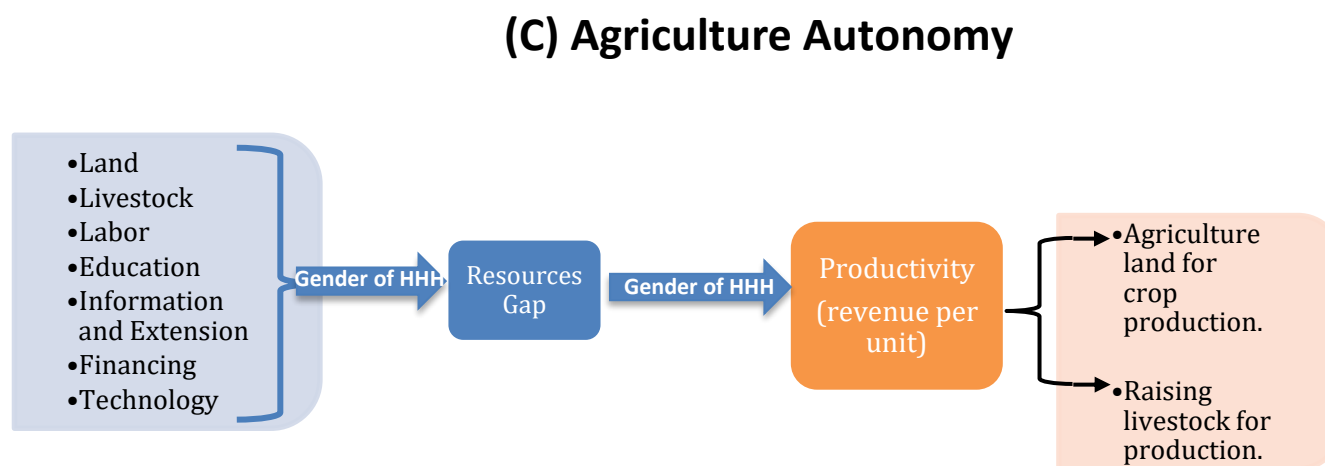 (C) Agriculture Autonomy
•Land
•Livestock
•Labor
•Education
•Information
and Extension
•Financing
•Technology
Gender of HHH
Resources
Gap
Gender of HHH
Productivity
(revenue per
unit)
•Agriculture
land for
crop
production.
•Raising
livestock for
production.